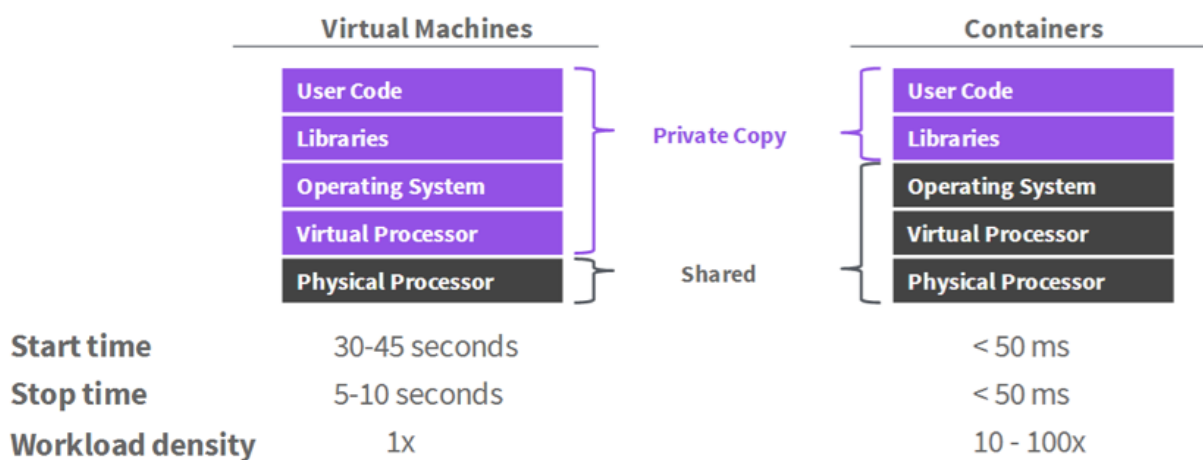 Virtual Machines
Containers
User Code
Libraries
Operating System
Virtual Processor
Physical Processor
Private Copy
Shared
User Code
Libraries
Operating System
Virtual Processor
Physical Processor
Start time 30-45 seconds < 50 ms
Stop time 5-10 seconds < 50 ms
Workload density 1x 10 - 100x